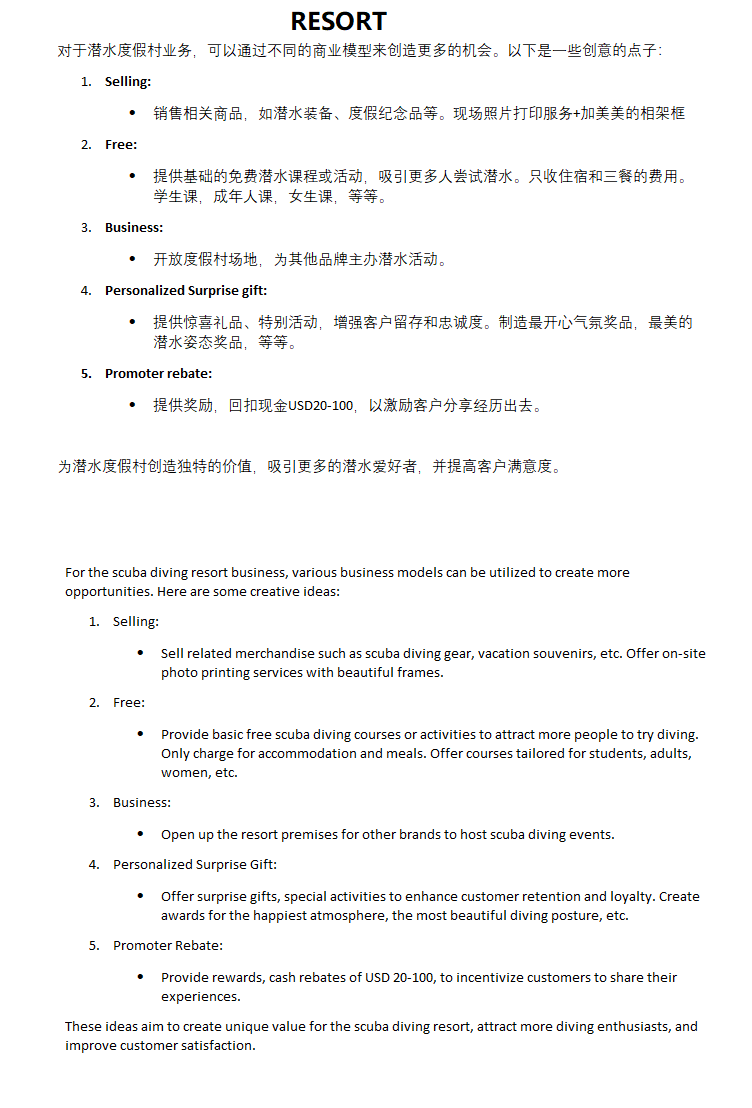 RESORT
对于潜水度假村业务，可以通过不同的商业模型来创造更多的机会。以下是一些创意的点子：
1. Selling:
• 销售相关商品，如潜水装备、度假纪念品等。现场照片打印服务+加美美的相架框
2. Free:
• 提供基础的免费潜水课程或活动，吸引更多人尝试潜水。只收住宿和三餐的费用。
学生课，成年人课，女生课，等等。
3. Business:
• 开放度假村场地，为其他品牌主办潜水活动。
4. Personalized Surprise gift:
• 提供惊喜礼品、特别活动，增强客户留存和忠诚度。制造最开心气氛奖品，最美的
潜水姿态奖品，等等。
5. Promoter rebate:
• 提供奖励，回扣现金USD20-100，以激励客户分享经历出去。
为潜水度假村创造独特的价值，吸引更多的潜水爱好者，并提高客户满意度。
For the scuba diving resort business, various business models can be utilized to create more
opportunities. Here are some creative ideas:
1. Selling:
• Sell related merchandise such as scuba diving gear, vacation souvenirs, etc. Offer on-site
photo printing services with beautiful frames.
2. Free:
• Provide basic free scuba diving courses or activities to attract more people to try diving.
Only charge for accommodation and meals. Offer courses tailored for students, adults,
women, etc.
3. Business:
• Open up the resort premises for other brands to host scuba diving events.
4. Personalized Surprise Gift:
• Offer surprise gifts, special activities to enhance customer retention and loyalty. Create
awards for the happiest atmosphere, the most beautiful diving posture, etc.
5. Promoter Rebate:
• Provide rewards, cash rebates of USD 20-100, to incentivize customers to share their
experiences.
These ideas aim to create unique value for the scuba diving resort, attract more diving enthusiasts, and
improve customer satisfaction.